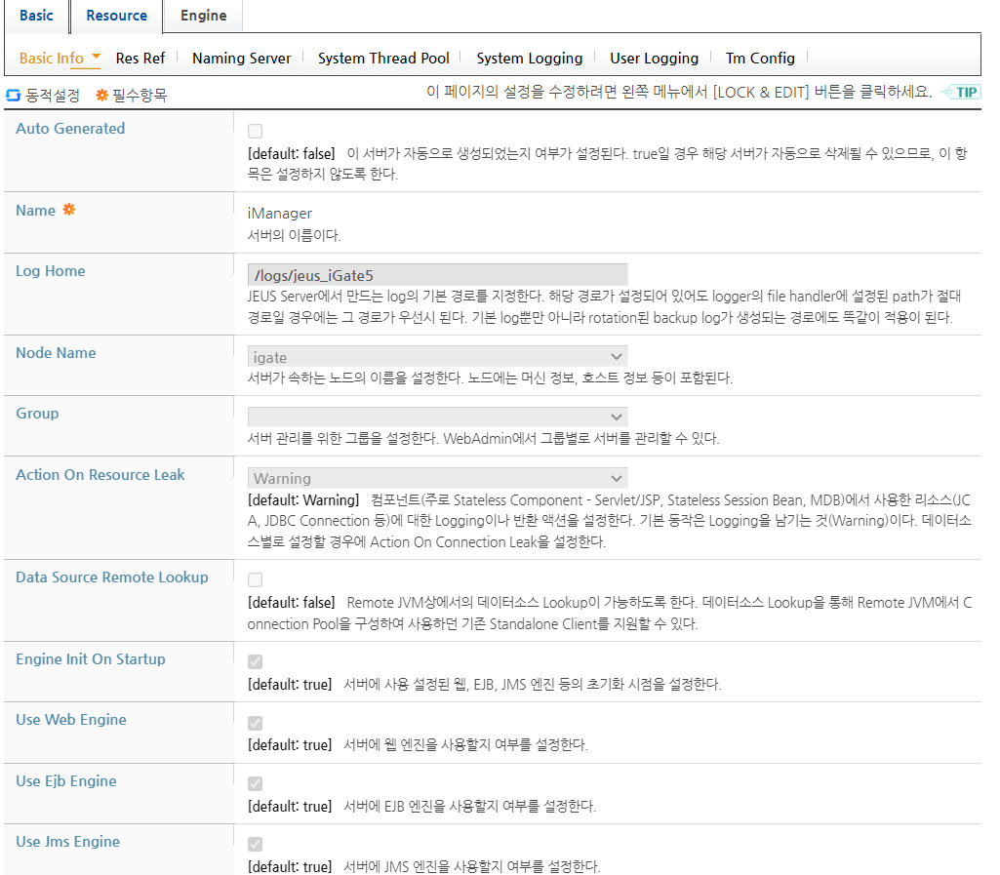 Basic Resource Engine
Basic Info Res Ref Naming Server System Thread Pool System Logging User Logging Tm Config
동적설정 필수항목 이 페이지의 설정을 수정하려면 왼쪽 메뉴에서 [LOCK & EDIT] 버튼을 클릭하세요. TIP
Auto Generated
[default: false] 이 서버가 자동으로 생성되었는지 여부가 설정된다. true일 경우 해당 서버가 자동으로 삭제될 수 있으므로, 이 항
목은 설정하지 않도록 한다.
Name iManager
서버의 이름이다.
Log Home /logs/jeus_iGate5
JEUS Server에서 만드는 log의 기본 경로를 지정한다. 해당 경로가 설정되어 있어도 logger의 file handler에 설정된 path가 절대
경로일 경우에는 그 경로가 우선시 된다. 기본 log뿐만 아니라 rotation된 backup log가 생성되는 경로에도 똑같이 적용이 된다.
Node Name igate
서버가 속하는 노드의 이름을 설정한다. 노드에는 머신 정보, 호스트 정보 등이 포함된다.
Group
서버 관리를 위한 그룹을 설정한다. WebAdmin에서 그룹별로 서버를 관리할 수 있다.
Action On Resource Leak Warning
[default: Warning] 컴포넌트(주로 Stateless Component - Servlet/JSP, Stateless Session Bean, MDB)에서 사용한 리소스(JC
A, JDBC Connection 등)에 대한 Logging이나 반환 액션을 설정한다. 기본 동작은 Logging을 남기는 것(Warning)이다. 데이터소
스별로 설정할 경우에 Action On Connection Leak을 설정한다.
Data Source Remote Lookup
[default: false] Remote JVM상에서의 데이터소스 Lookup이 가능하도록 한다. 데이터소스 Lookup을 통해 Remote JVM에서 C
onnection Pool을 구성하여 사용하던 기존 Standalone Client를 지원할 수 있다.
Engine Init On Startup
[default: true] 서버에 사용 설정된 웹, EJB, JMS 엔진 등의 초기화 시점을 설정한다.
Use Web Engine
[default: true] 서버에 웹 엔진을 사용할지 여부를 설정한다.
Use Ejb Engine
[default: true] 서버에 EJB 엔진을 사용할지 여부를 설정한다.
Use Jms Engine
[default: true] 서버에 JMS 엔진을 사용할지 여부를 설정한다.